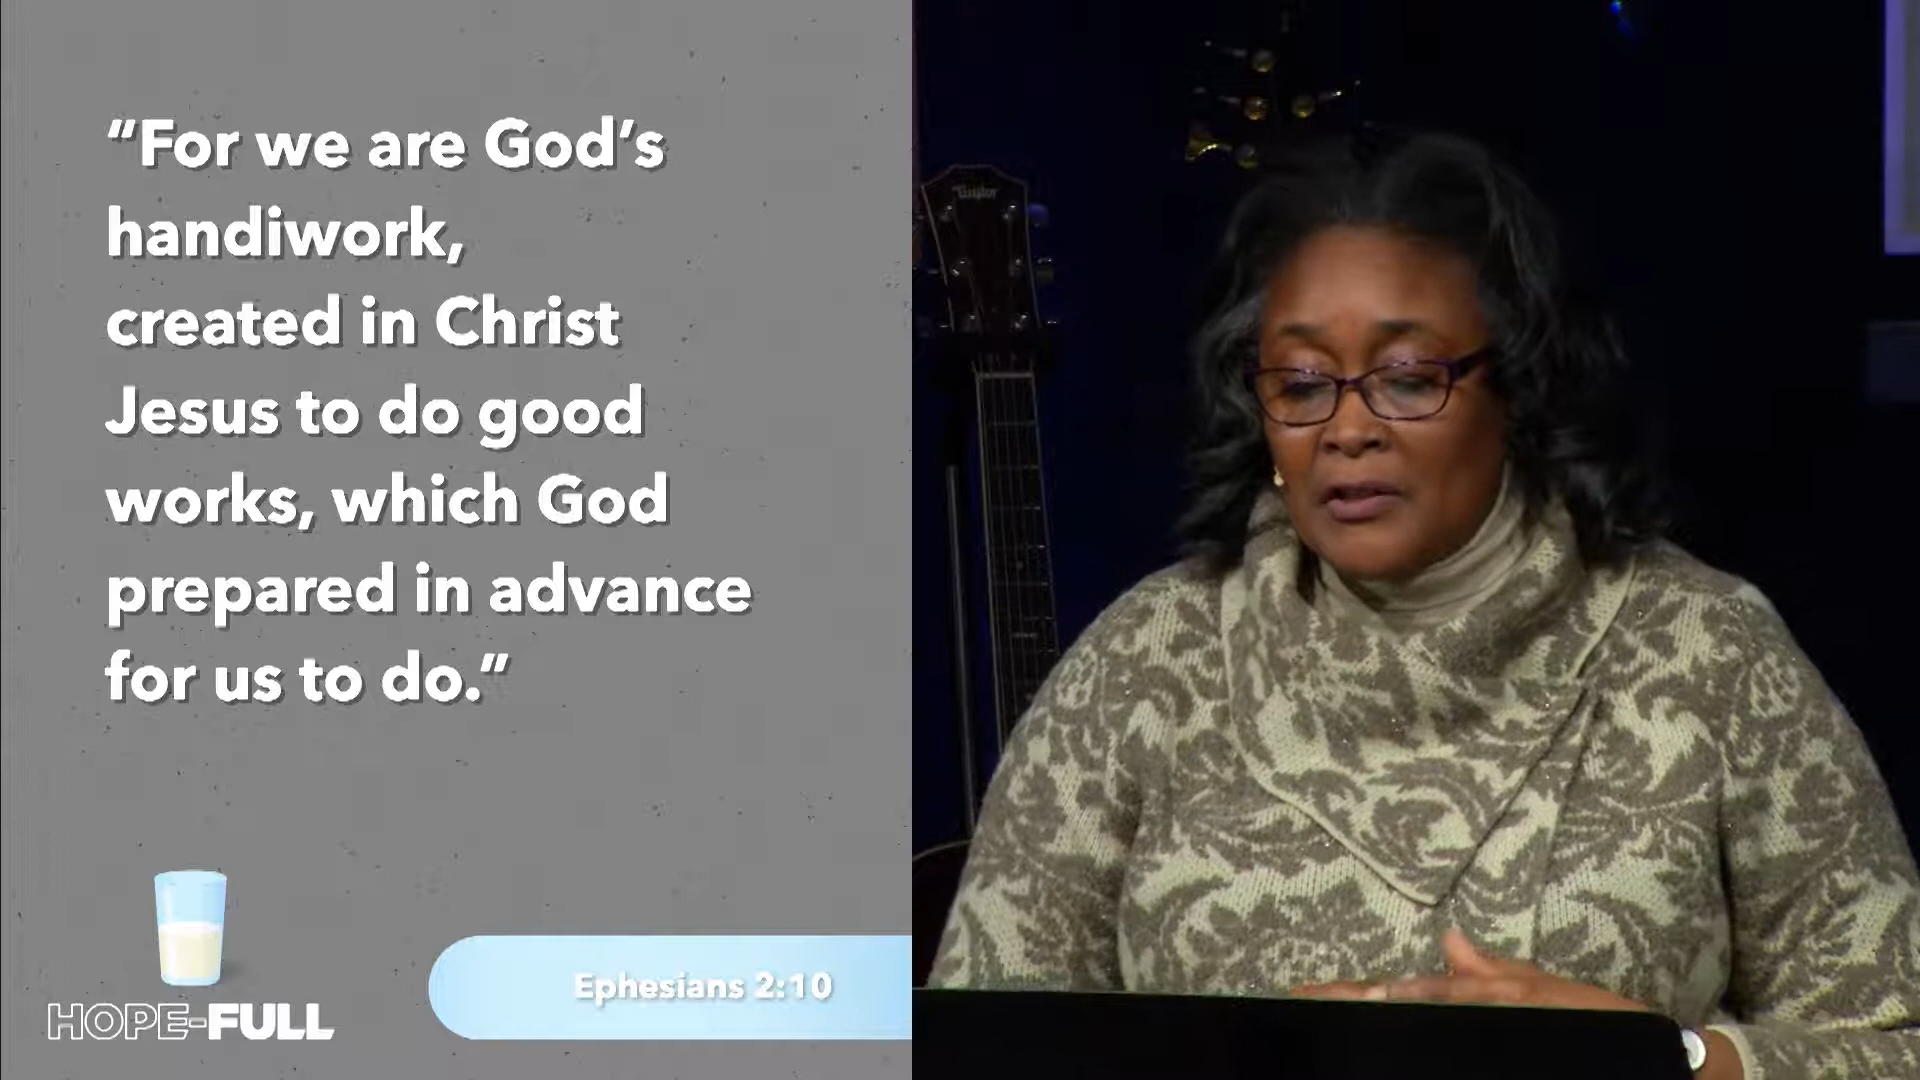 “For we are God’s
handiwork,
created in Christ
Jesus to do good
works, which God
prepared in advance
for us to do.”
HOPE-FULL
Ephesians 2:10
Taylor